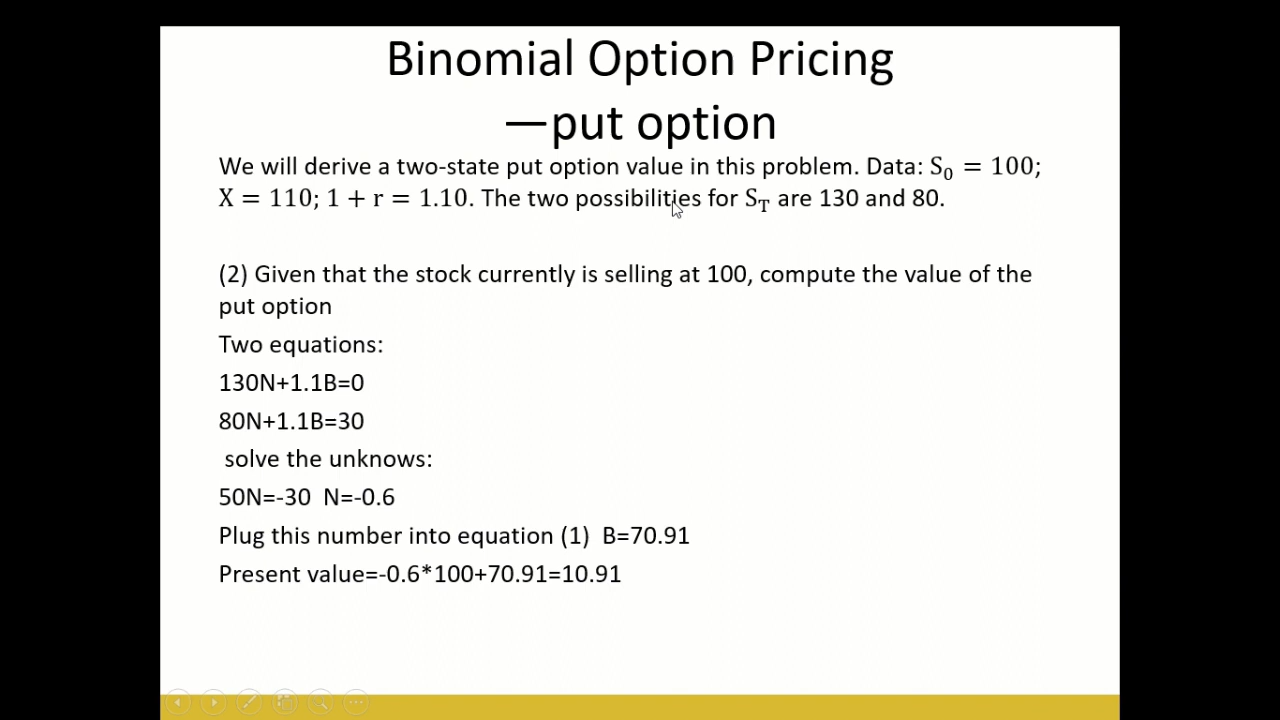 Binomial Option Pricing
—put option
We will derive a two-state put option value in this problem. Data: S₀ = 100;
X = 110; 1 + r = 1.10. The two possibilities for S_T are 130 and 80.
(2) Given that the stock currently is selling at 100, compute the value of the
put option
Two equations:
130N+1.1B=0
80N+1.1B=30
solve the unknows:
50N=-30  N=-0.6
Plug this number into equation (1)  B=70.91
Present value=-0.6*100+70.91=10.91